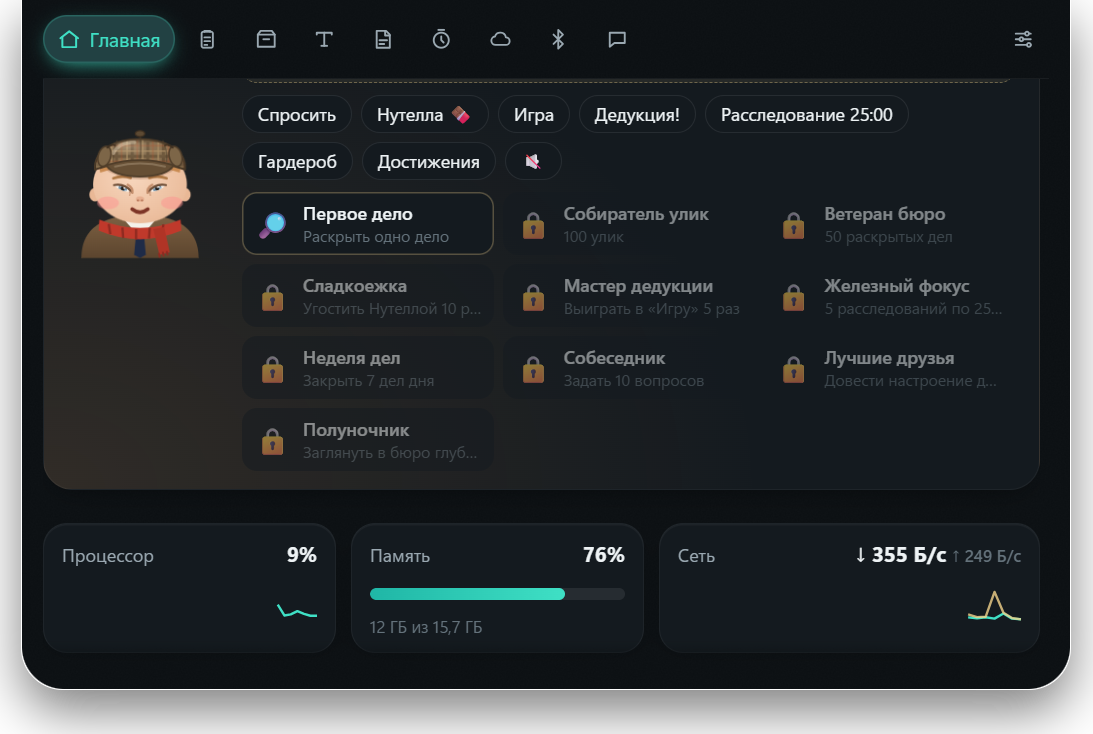 Главная
Спросить Нутелла 🍫 Игра Дедукция! Расследование 25:00
Гардероб Достижения
Первое дело
Раскрыть одно дело
Собиратель улик
100 улик
Ветеран бюро
50 раскрытых дел
Сладкоежка
Угостить Нутеллой 10 р...
Мастер дедукции
Выиграть в «Игру» 5 раз
Железный фокус
5 расследований по 25...
Неделя дел
Закрыть 7 дел дня
Собеседник
Задать 10 вопросов
Лучшие друзья
Довести настроение д...
Полуночник
Заглянуть в бюро глуб...
Процессор 9%
Память 76%
12 ГБ из 15,7 ГБ
Сеть ↓ 355 Б/с ↑ 249 Б/с